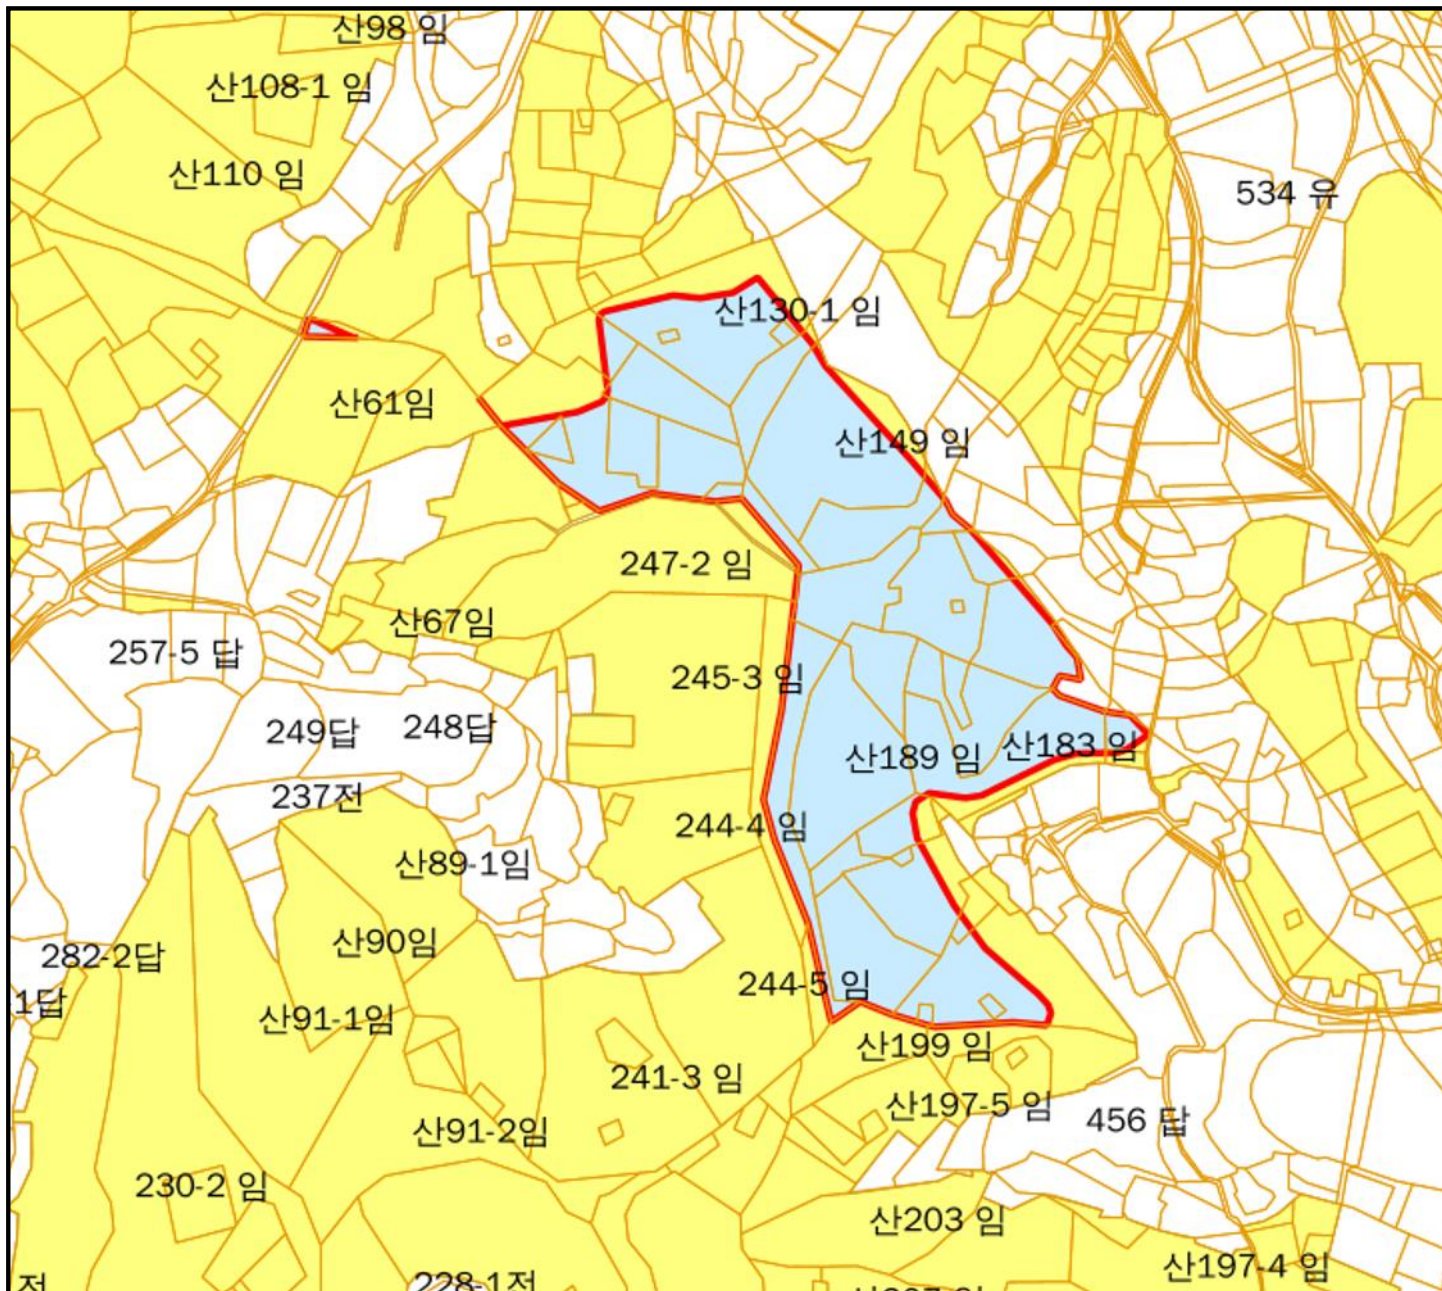 산98 임
산108-1 임
산110 임
534 유
산130-1 임
산61임
산149 임
247-2 임
산67임
257-5 답
245-3 임
249답
248답
산189 임
산183 임
237전
244-4 임
산89-1임
산90임
282-2답
244-5 임
1답
산91-1임
산199 임
241-3 임
산197-5 임
456 답
산91-2임
230-2 임
산203 임
산197-4 임
228-1전
전